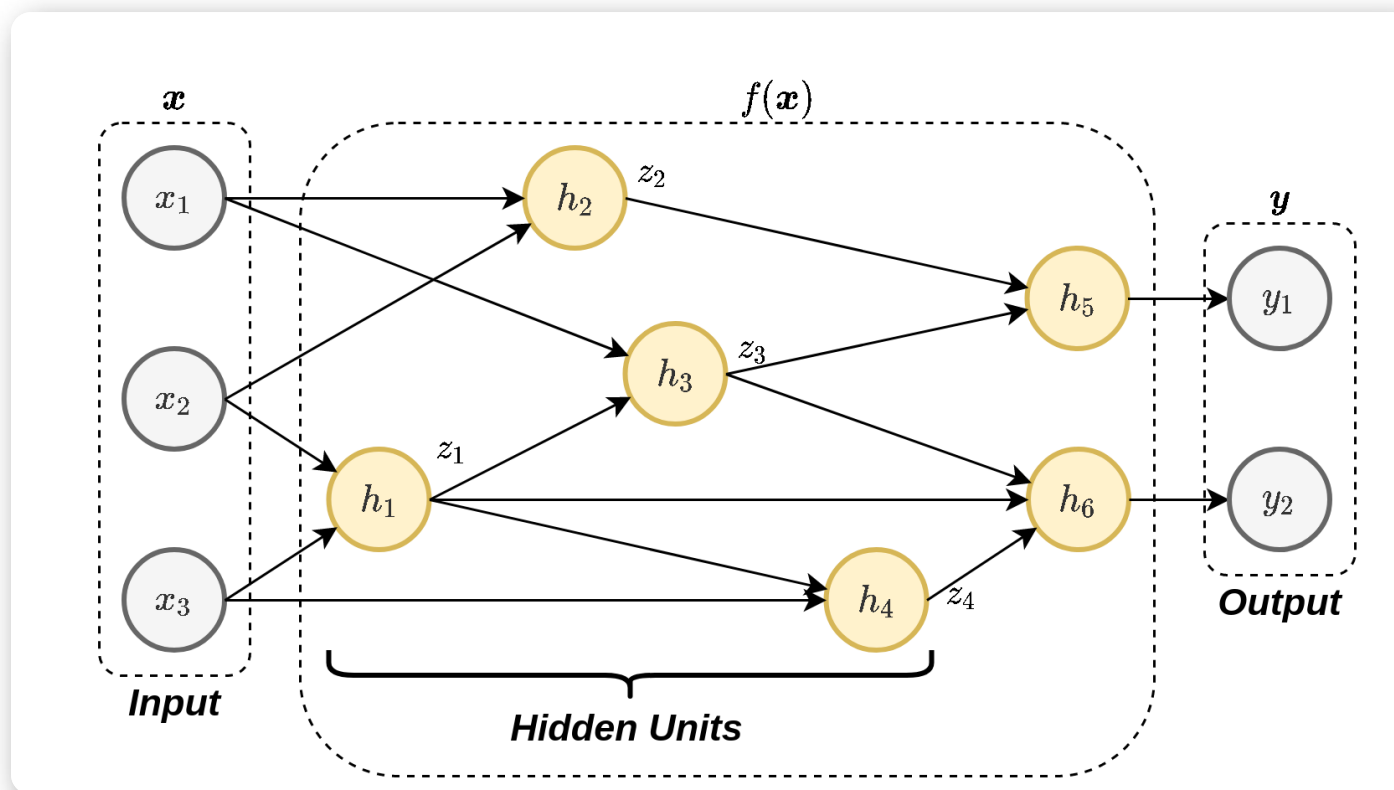 x
f(x)
x₁
h₂
z₂
y
h₅
y₁
z₃
h₃
x₂
z₁
h₁
h₆
y₂
x₃
h₄
z₄
Output
Input
Hidden Units